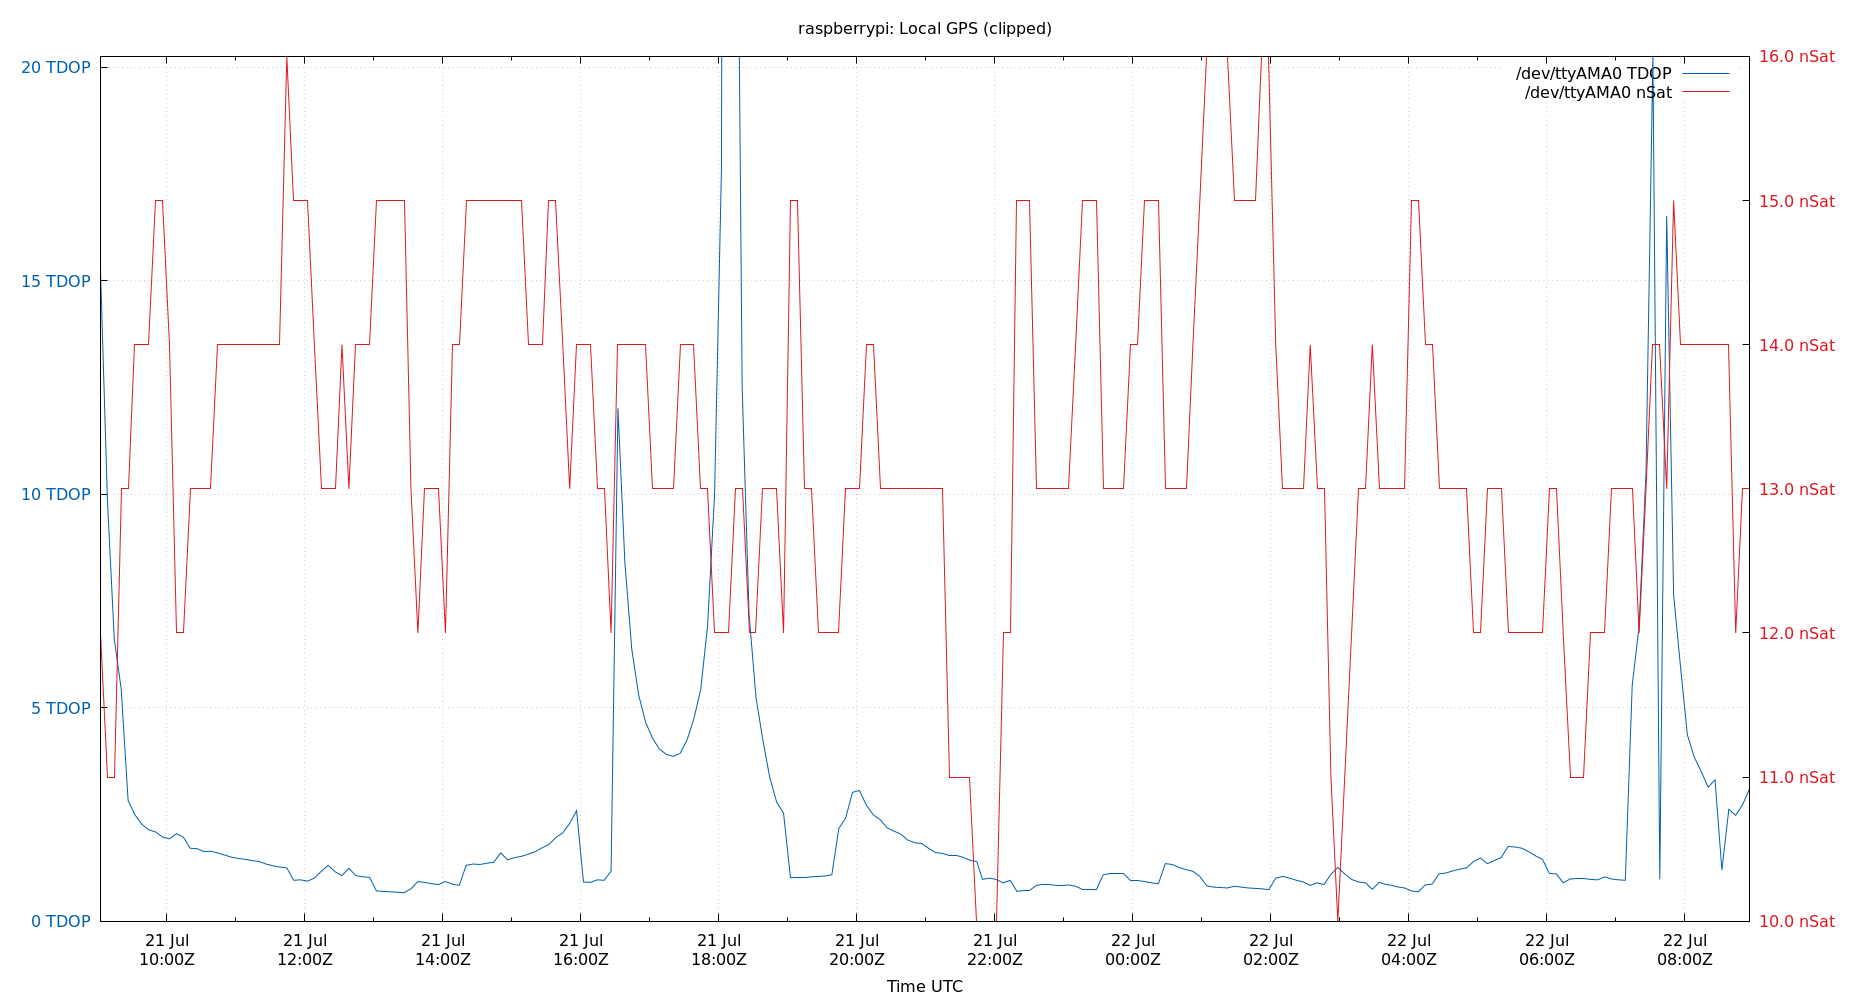 raspberrypi: Local GPS (clipped)
20 TDOP
15 TDOP
10 TDOP
5 TDOP
0 TDOP
16.0 nSat
15.0 nSat
14.0 nSat
13.0 nSat
12.0 nSat
11.0 nSat
10.0 nSat
/dev/ttyAMA0 TDOP
/dev/ttyAMA0 nSat
21 Jul
10:00Z
21 Jul
12:00Z
21 Jul
14:00Z
21 Jul
16:00Z
21 Jul
18:00Z
21 Jul
20:00Z
21 Jul
22:00Z
22 Jul
00:00Z
22 Jul
02:00Z
22 Jul
04:00Z
22 Jul
06:00Z
22 Jul
08:00Z
Time UTC